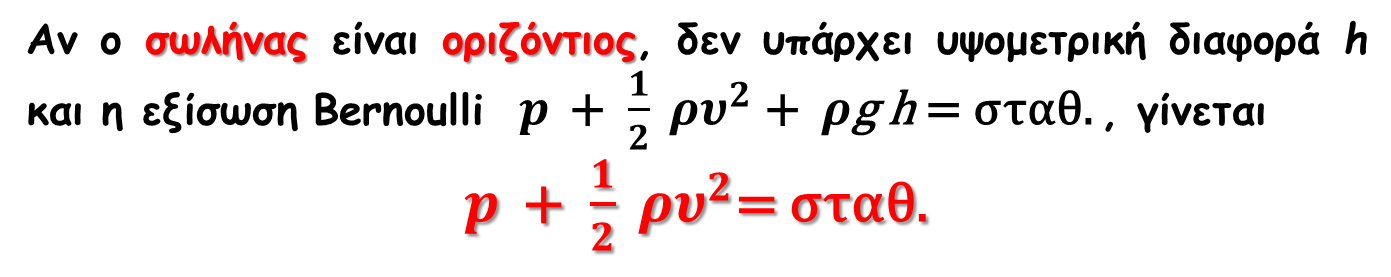 Αν ο σωλήνας είναι οριζόντιος, δεν υπάρχει υψομετρική διαφορά h
και η εξίσωση Bernoulli p + 1/2 ρυ² + ρgh = σταθ. , γίνεται
p + 1/2 ρυ² = σταθ.